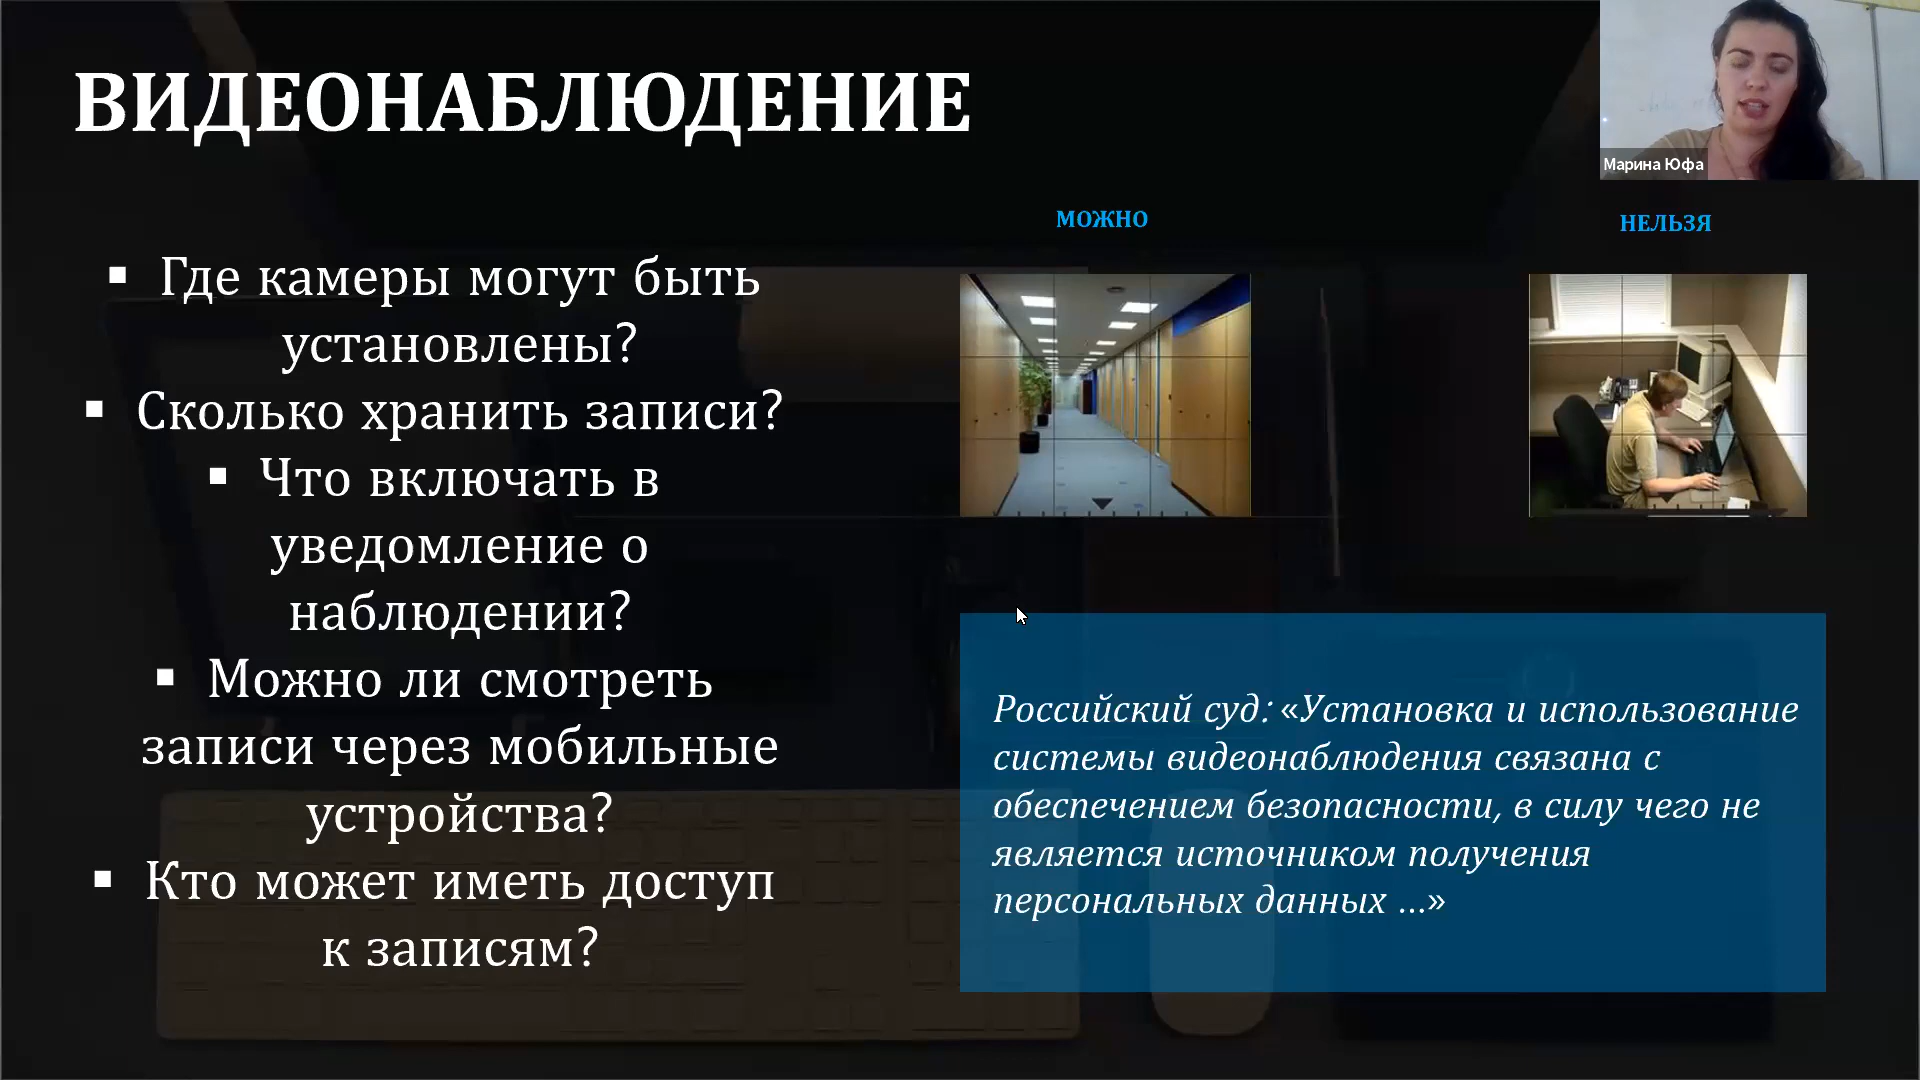 ВИДЕОНАБЛЮДЕНИЕ
Марина Юфа
МОЖНО
НЕЛЬЗЯ
▪ Где камеры могут быть
установлены?
▪ Сколько хранить записи?
▪ Что включать в
уведомление о
наблюдении?
▪ Можно ли смотреть
записи через мобильные
устройства?
▪ Кто может иметь доступ
к записям?
Российский суд: «Установка и использование
системы видеонаблюдения связана с
обеспечением безопасности, в силу чего не
является источником получения
персональных данных ...»